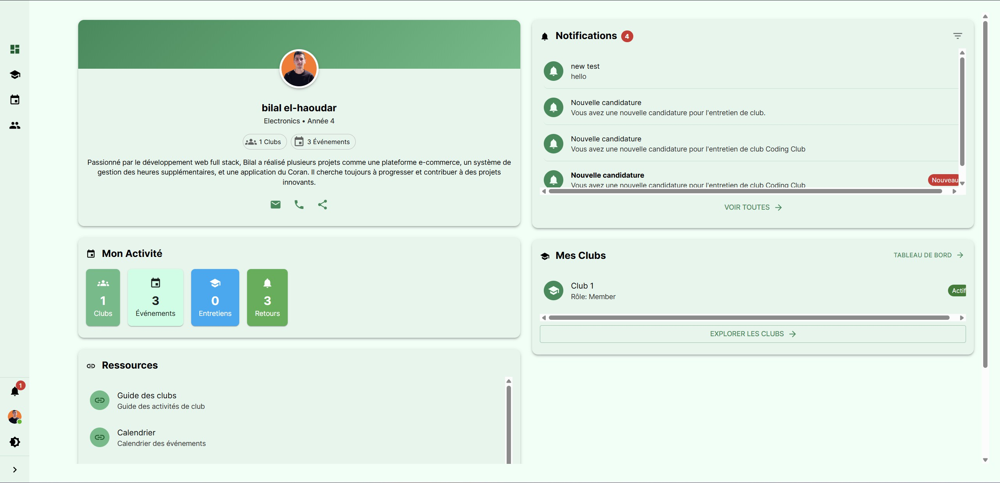 bilal el-haoudar
Electronics • Année 4
1 Clubs
3 Événements
Passionné par le développement web full stack, Bilal a réalisé plusieurs projets comme une plateforme e-commerce, un système de
gestion des heures supplémentaires, et une application du Coran. Il cherche toujours à progresser et contribuer à des projets
innovants.
Mon Activité
1
Clubs
3
Événements
0
Entretiens
3
Retours
Ressources
Guide des clubs
Guide des activités de club
Calendrier
Calendrier des événements
Notifications 4
new test
hello
Nouvelle candidature
Vous avez une nouvelle candidature pour l'entretien de club.
Nouvelle candidature
Vous avez une nouvelle candidature pour l'entretien de club Coding Club
Nouvelle candidature
Vous avez une nouvelle candidature pour l'entretien de club Coding Club
Nouveau
VOIR TOUTES
Mes Clubs
TABLEAU DE BORD
Club 1
Rôle: Member
Actif
EXPLORER LES CLUBS
1